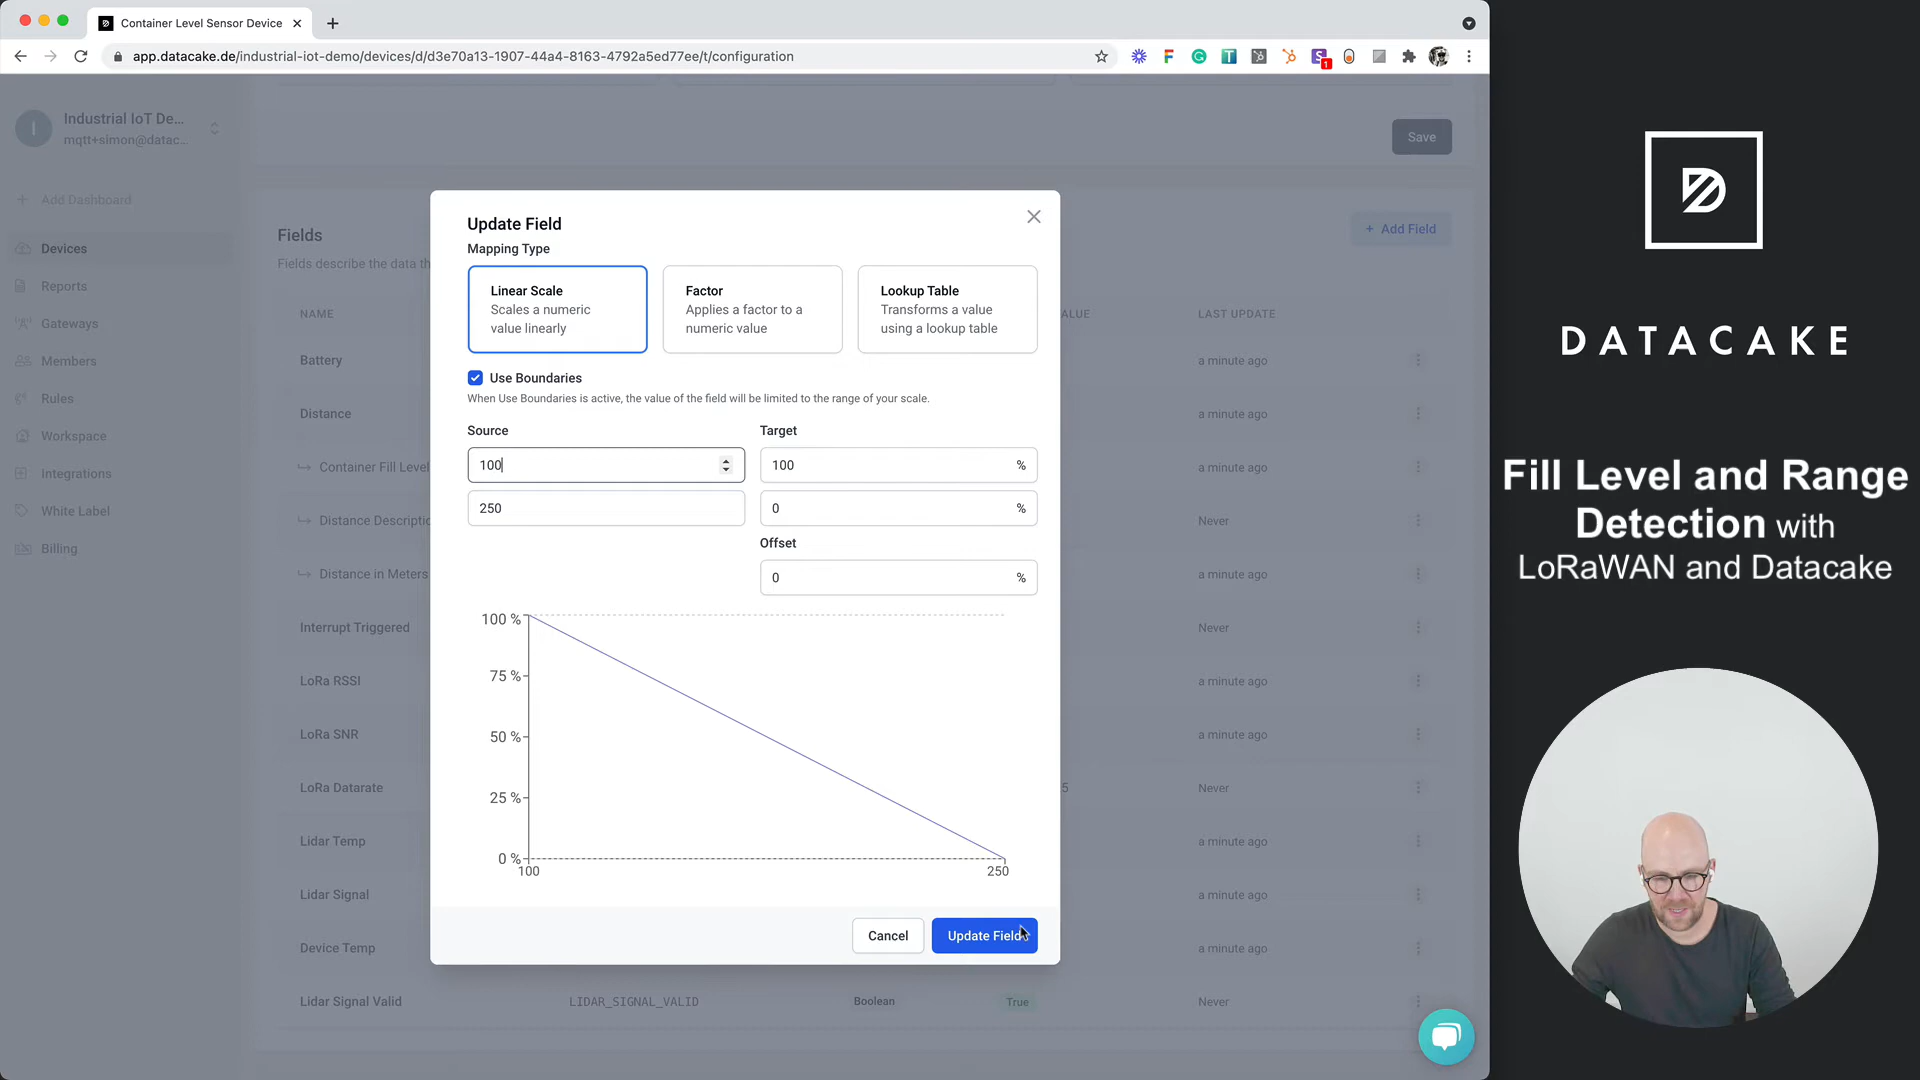 Container Level Sensor Device
app.datacake.de/industrial-iot-demo/devices/d/d3e70a13-1907-44a4-8163-4792a5ed77ee/t/configuration
1
I
Industrial IoT De...
mqtt+simon@datac...
Add Dashboard
Devices
Reports
Gateways
Members
Rules
Workspace
Integrations
White Label
Billing
Save
Fields
Fields describe the data th
+ Add Field
NAME
ALUE
LAST UPDATE
Battery
a minute ago
Distance
a minute ago
Container Fill Level
a minute ago
Distance Descriptio
Never
Distance in Meters
a minute ago
Interrupt Triggered
Never
LoRa RSSI
a minute ago
LoRa SNR
a minute ago
LoRa Datarate
5
Never
Lidar Temp
a minute ago
Lidar Signal
a minute ago
Device Temp
a minute ago
Lidar Signal Valid
LIDAR_SIGNAL_VALID
Boolean
True
Never
Update Field
Mapping Type
Linear Scale
Scales a numeric
value linearly
Factor
Applies a factor to a
numeric value
Lookup Table
Transforms a value
using a lookup table
Use Boundaries
When Use Boundaries is active, the value of the field will be limited to the range of your scale.
Source
Target
100
100 %
250
0 %
Offset
0 %
100 %
75 %
50 %
25 %
0 %
100
250
Cancel
Update Field
DATACAKE
Fill Level and Range
Detection with
LoRaWAN and Datacake